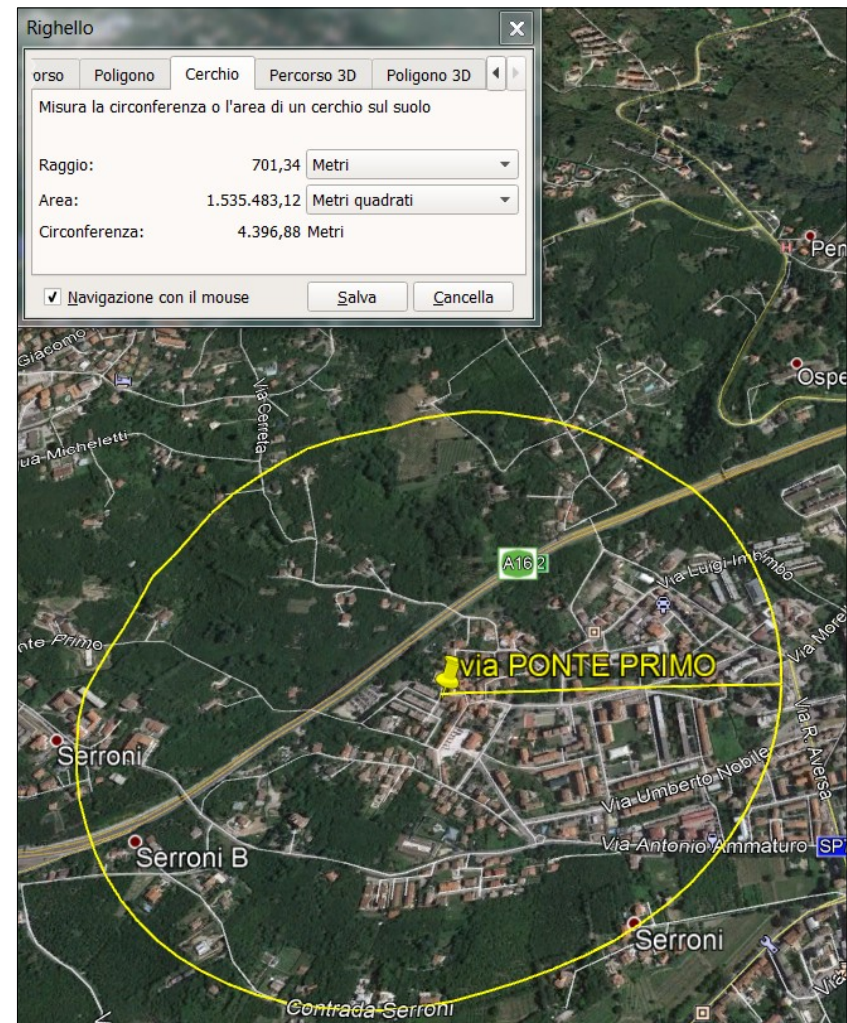 Righello
orso Poligono Cerchio Percorso 3D Poligono 3D
Misura la circonferenza o l'area di un cerchio sul suolo
Raggio: 701,34 Metri
Area: 1.535.483,12 Metri quadrati
Circonferenza: 4.396,88 Metri
Navigazione con il mouse Salva Cancella
H
Pen
Giacomo
Ospe
Via Cerreta
ua Micheletti
A16 2
Via Luigi Imbimbo
nte Primo
Via Morel
via PONTE PRIMO
Serroni
Via R. Aversa
Via Umberto Nobile
Via Antonio Ammaturo
SP
Serroni B
Serroni
Via
Contrada Serroni
V